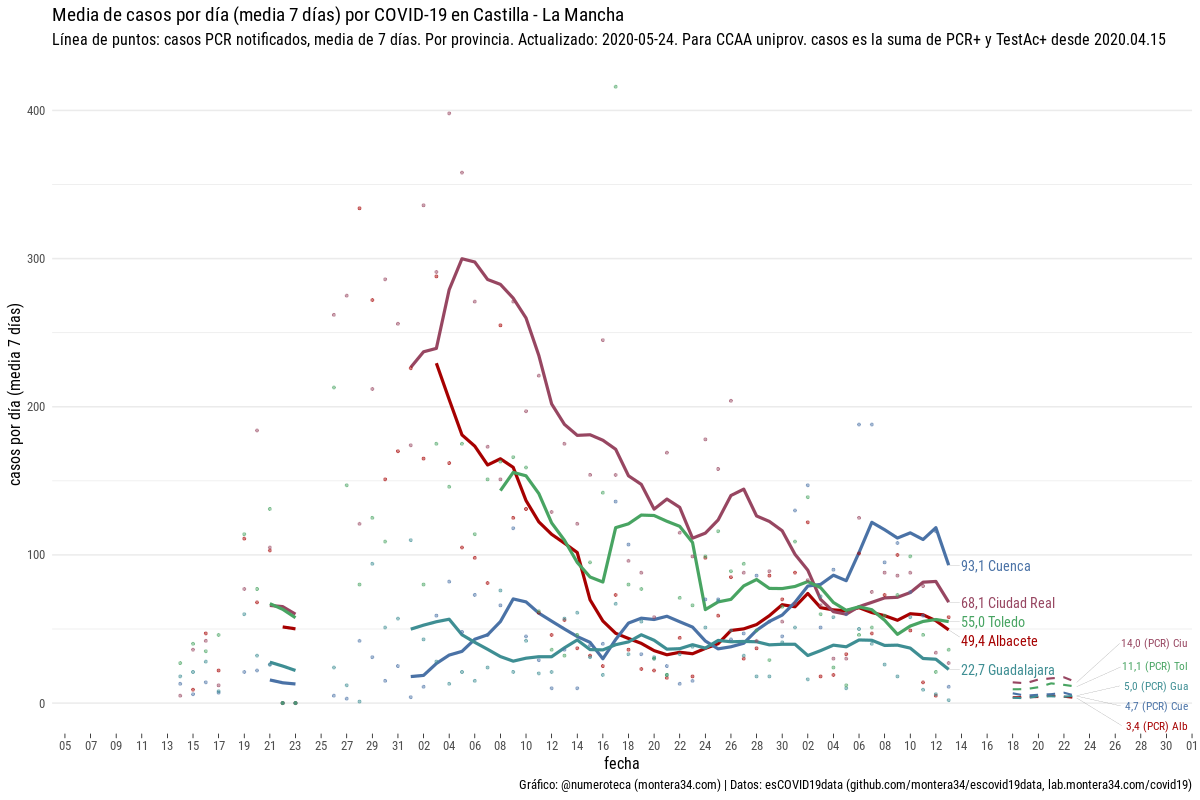 Media de casos por día (media 7 días) por COVID-19 en Castilla - La Mancha
Línea de puntos: casos PCR notificados, media de 7 días. Por provincia. Actualizado: 2020-05-24. Para CCAA uniprov. casos es la suma de PCR+ y TestAc+ desde 2020.04.15
casos por día (media 7 días)
400
300
200
100
0
93,1 Cuenca
68,1 Ciudad Real
55,0 Toledo
49,4 Albacete
22,7 Guadalajara
14,0 (PCR) Ciu
11,1 (PCR) Tol
5,0 (PCR) Gua
4,7 (PCR) Cue
3,4 (PCR) Alb
05 07 09 11 13 14 16 17 19 21 23 25 27 29 31 02 04 06 08 10 12 14 16 18 20 22 24 26 28 30 02 04 06 08 10 12 14 16 18 20 22 24 26 28 30 01
fecha
Gráfico: @numeroteca (montera34.com) | Datos: esCOVID19data (github.com/montera34/escovid19data, lab.montera34.com/covid19)